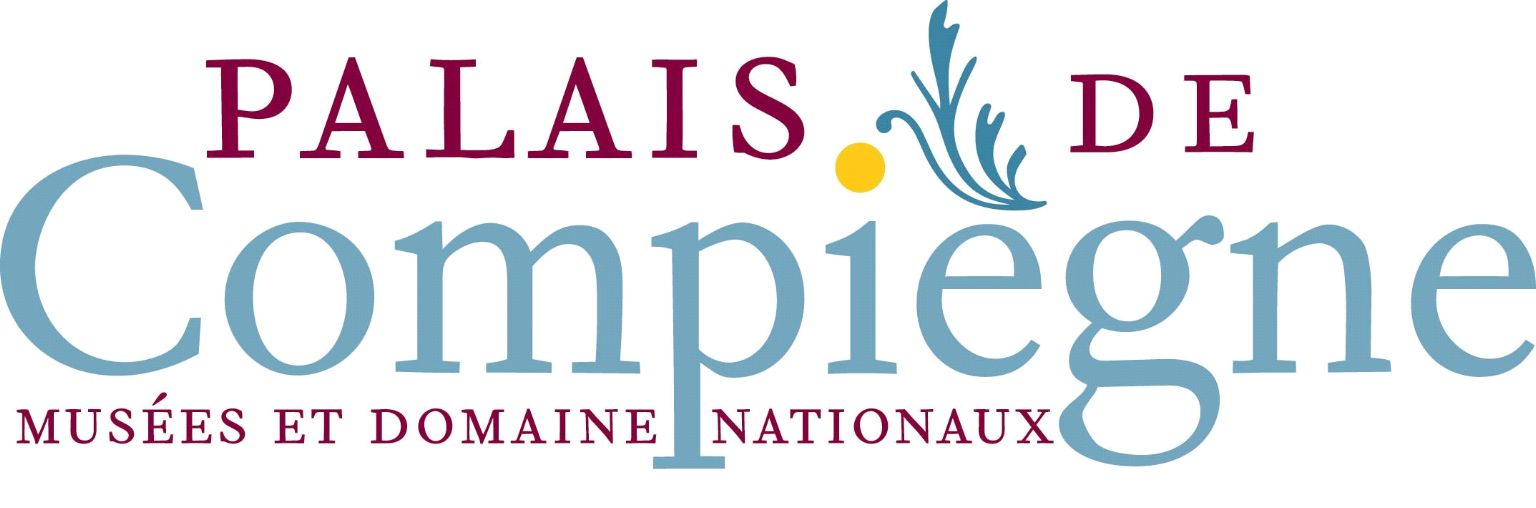 PALAIS DE
Compiègne
MUSÉES ET DOMAINE NATIONAUX